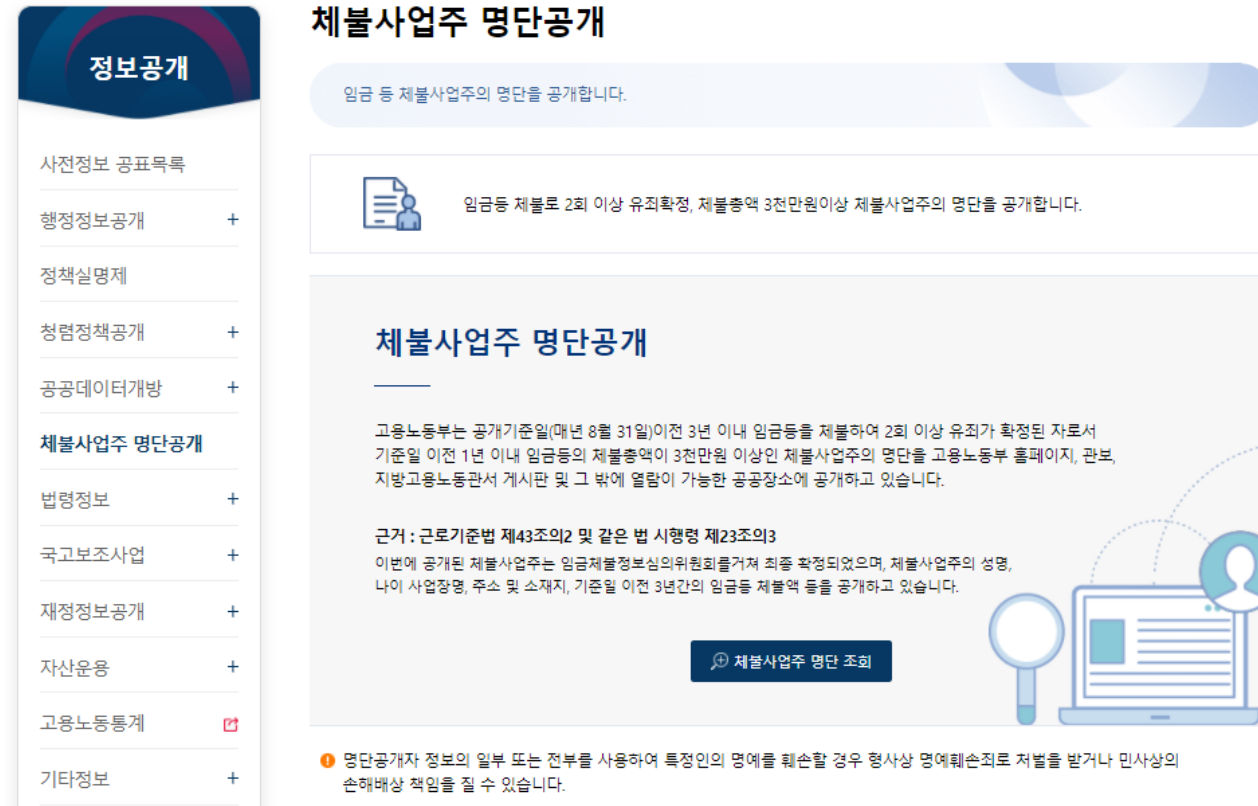 정보공개
사전정보 공표목록
행정정보공개 +
정책실명제
청렴정책공개 +
공공데이터개방 +
체불사업주 명단공개
법령정보 +
국고보조사업 +
재정정보공개 +
자산운용 +
고용노동통계
기타정보 +
체불사업주 명단공개
임금 등 체불사업주의 명단을 공개합니다.
임금등 체불로 2회 이상 유죄확정, 체불총액 3천만원이상 체불사업주의 명단을 공개합니다.
체불사업주 명단공개
고용노동부는 공개기준일(매년 8월 31일)이전 3년 이내 임금등을 체불하여 2회 이상 유죄가 확정된 자로서
기준일 이전 1년 이내 임금등의 체불총액이 3천만원 이상인 체불사업주의 명단을 고용노동부 홈페이지, 관보,
지방고용노동관서 게시판 및 그 밖에 열람이 가능한 공공장소에 공개하고 있습니다.
근거 : 근로기준법 제43조의2 및 같은 법 시행령 제23조의3
이번에 공개된 체불사업주는 임금체불정보심의위원회를거쳐 최종 확정되었으며, 체불사업주의 성명,
나이 사업장명, 주소 및 소재지, 기준일 이전 3년간의 임금등 체불액 등을 공개하고 있습니다.
체불사업주 명단 조회
명단공개자 정보의 일부 또는 전부를 사용하여 특정인의 명예를 훼손할 경우 형사상 명예훼손죄로 처벌을 받거나 민사상의
손해배상 책임을 질 수 있습니다.